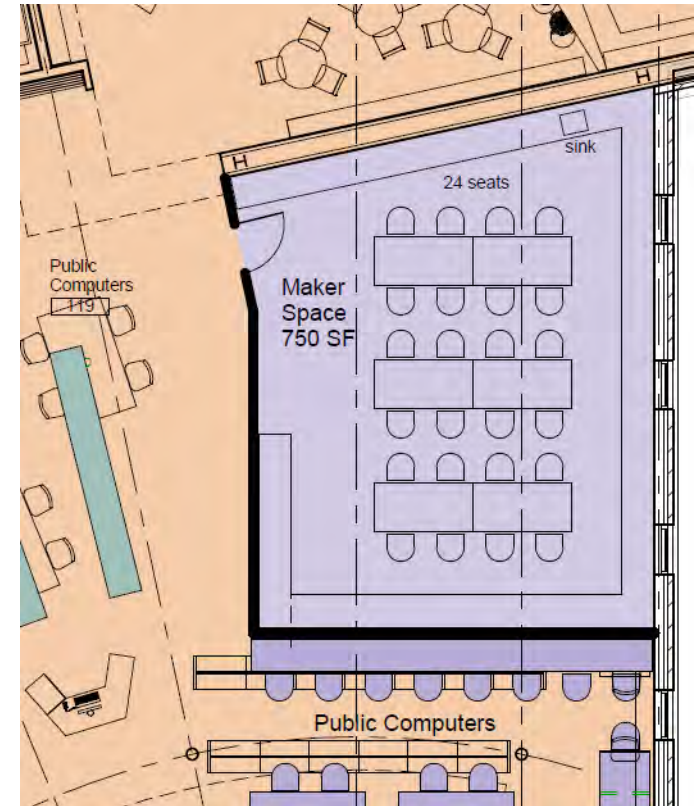 sink
24 seats
Public
Computers
119
Maker
Space
750 SF
Public Computers